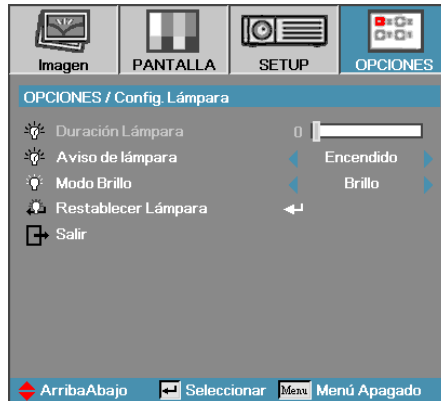 Imagen PANTALLA SETUP OPCIONES
OPCIONES / Config. Lámpara
Duración Lámpara 0
Aviso de lámpara Encendido
Modo Brillo Brillo
Restablecer Lámpara
Salir
ArribaAbajo Seleccionar Menu Menú Apagado